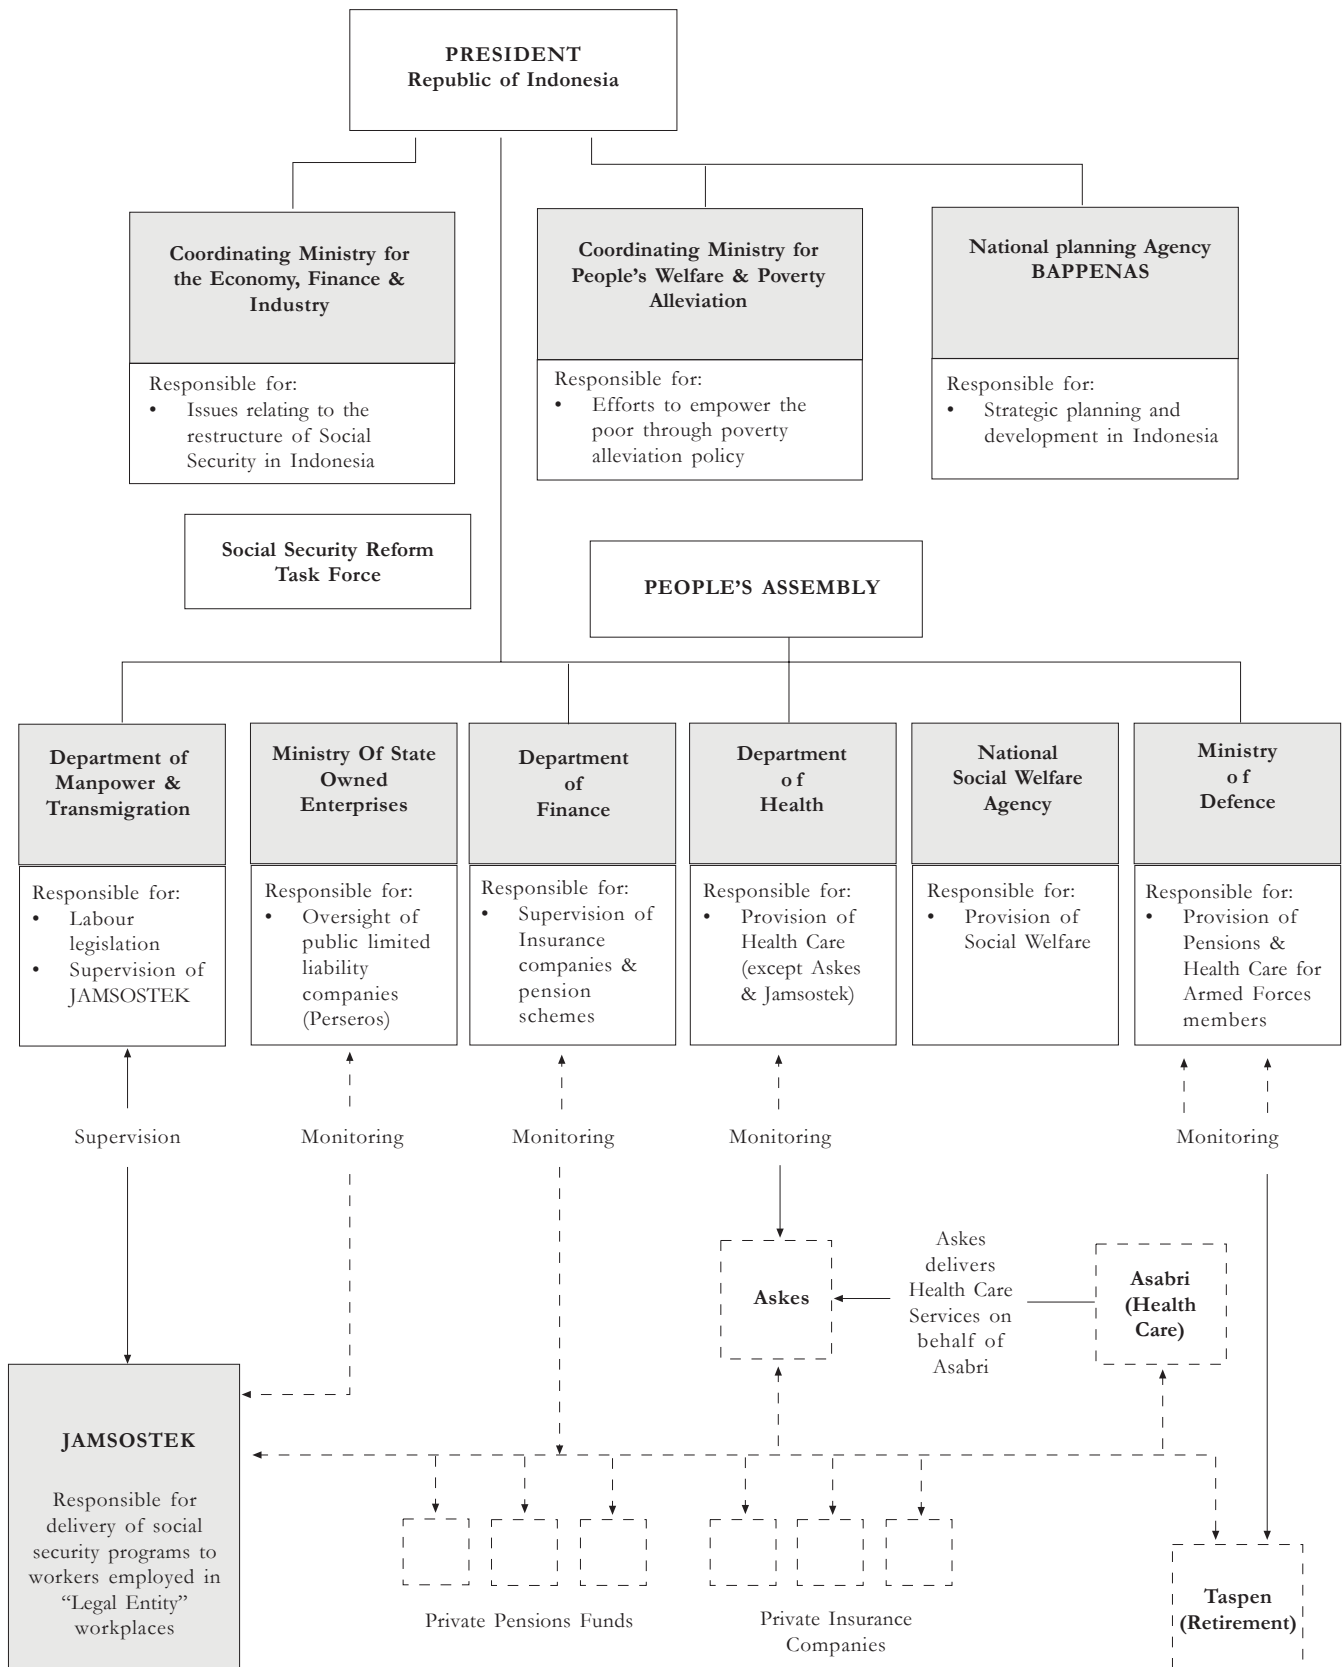 PRESIDENT
Republic of Indonesia
Coordinating Ministry for
the Economy, Finance &
Industry
Responsible for:
• Issues relating to the
restructure of Social
Security in Indonesia
Coordinating Ministry for
People's Welfare & Poverty
Alleviation
Responsible for:
• Efforts to empower the
poor through poverty
alleviation policy
National planning Agency
BAPPENAS
Responsible for:
• Strategic planning and
development in Indonesia
Social Security Reform
Task Force
PEOPLE'S ASSEMBLY
Department of
Manpower &
Transmigration
Responsible for:
• Labour
legislation
• Supervision of
JAMSOSTEK
Ministry Of State
Owned
Enterprises
Responsible for:
• Oversight of
public limited
liability
companies
(Perseros)
Department
of
Finance
Responsible for:
• Supervision of
Insurance
companies &
pension
schemes
Department
of
Health
Responsible for:
• Provision of
Health Care
(except Askes
& Jamsostek)
National
Social Welfare
Agency
Responsible for:
• Provision of
Social Welfare
Ministry
of
Defence
Responsible for:
• Provision of
Pensions &
Health Care for
Armed Forces
members
Supervision
Monitoring
Monitoring
Monitoring
Monitoring
Askes
Askes
delivers
Health Care
Services on
behalf of
Asabri
Asabri
(Health
Care)
JAMSOSTEK
Responsible for
delivery of social
security programs to
workers employed in
“Legal Entity”
workplaces
Private Pensions Funds
Private Insurance
Companies
Taspen
(Retirement)